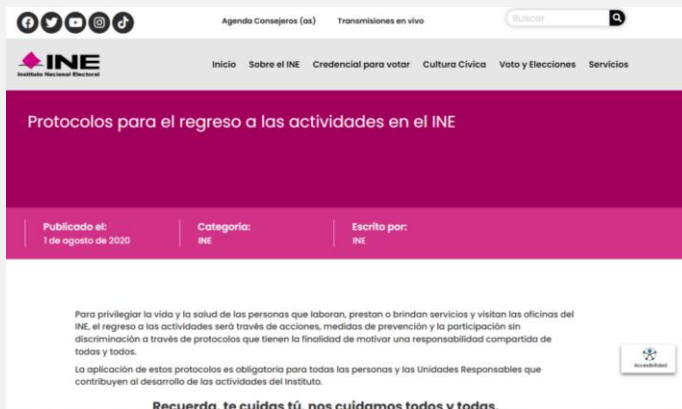 Agenda Consejeros (as) Transmisiones en vivo Buscar
INE
Instituto Nacional Electoral
Inicio Sobre el INE Credencial para votar Cultura Cívica Voto y Elecciones Servicios
Protocolos para el regreso a las actividades en el INE
Publicado el: Categoría: Escrito por:
1 de agosto de 2020 INE INE
Para privilegiar la vida y la salud de las personas que laboran, prestan o brindan servicios y visitan las oficinas del
INE, el regreso a las actividades será través de acciones, medidas de prevención y la participación sin
discriminación a través de protocolos que tienen la finalidad de motivar una responsabilidad compartida de
todas y todos.
Accesibilidad
La aplicación de estos protocolos es obligatoria para todas las personas y las Unidades Responsables que
contribuyen al desarrollo de las actividades del Instituto.
Recuerda, te cuidas tú, nos cuidamos todos y todas.